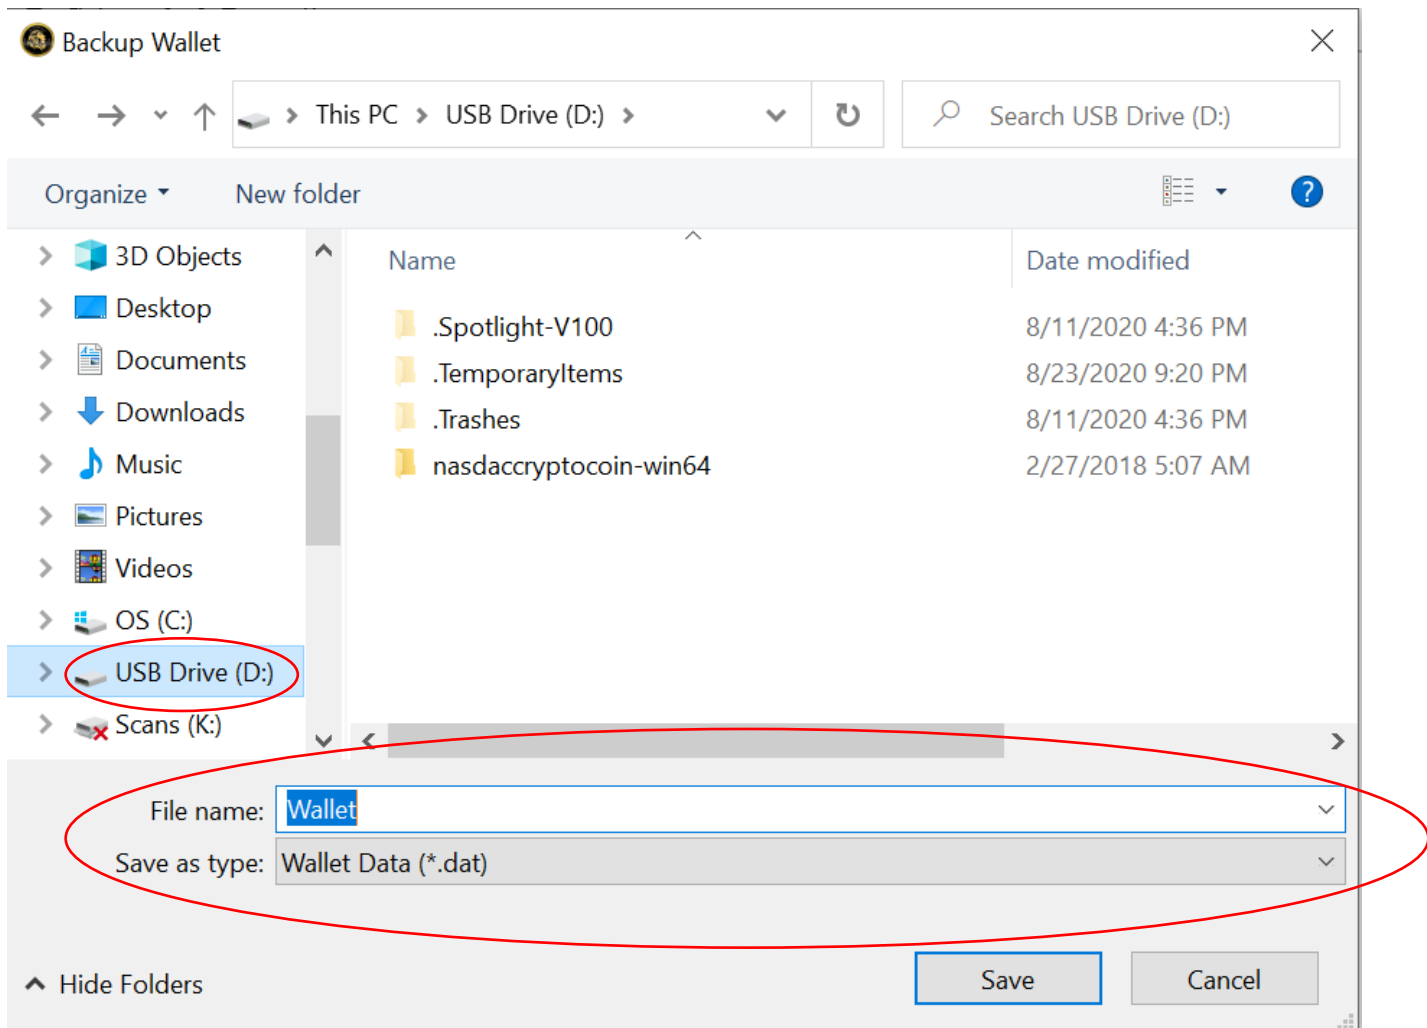 Backup Wallet
This PC > USB Drive (D:) >
Search USB Drive (D:)
Organize
New folder
3D Objects
Desktop
Documents
Downloads
Music
Pictures
Videos
OS (C:)
USB Drive (D:)
Scans (K:)
Name Date modified
.Spotlight-V100 8/11/2020 4:36 PM
.TemporaryItems 8/23/2020 9:20 PM
.Trashes 8/11/2020 4:36 PM
nasdaccryptocoin-win64 2/27/2018 5:07 AM
File name: Wallet
Save as type: Wallet Data (*.dat)
Hide Folders
Save
Cancel